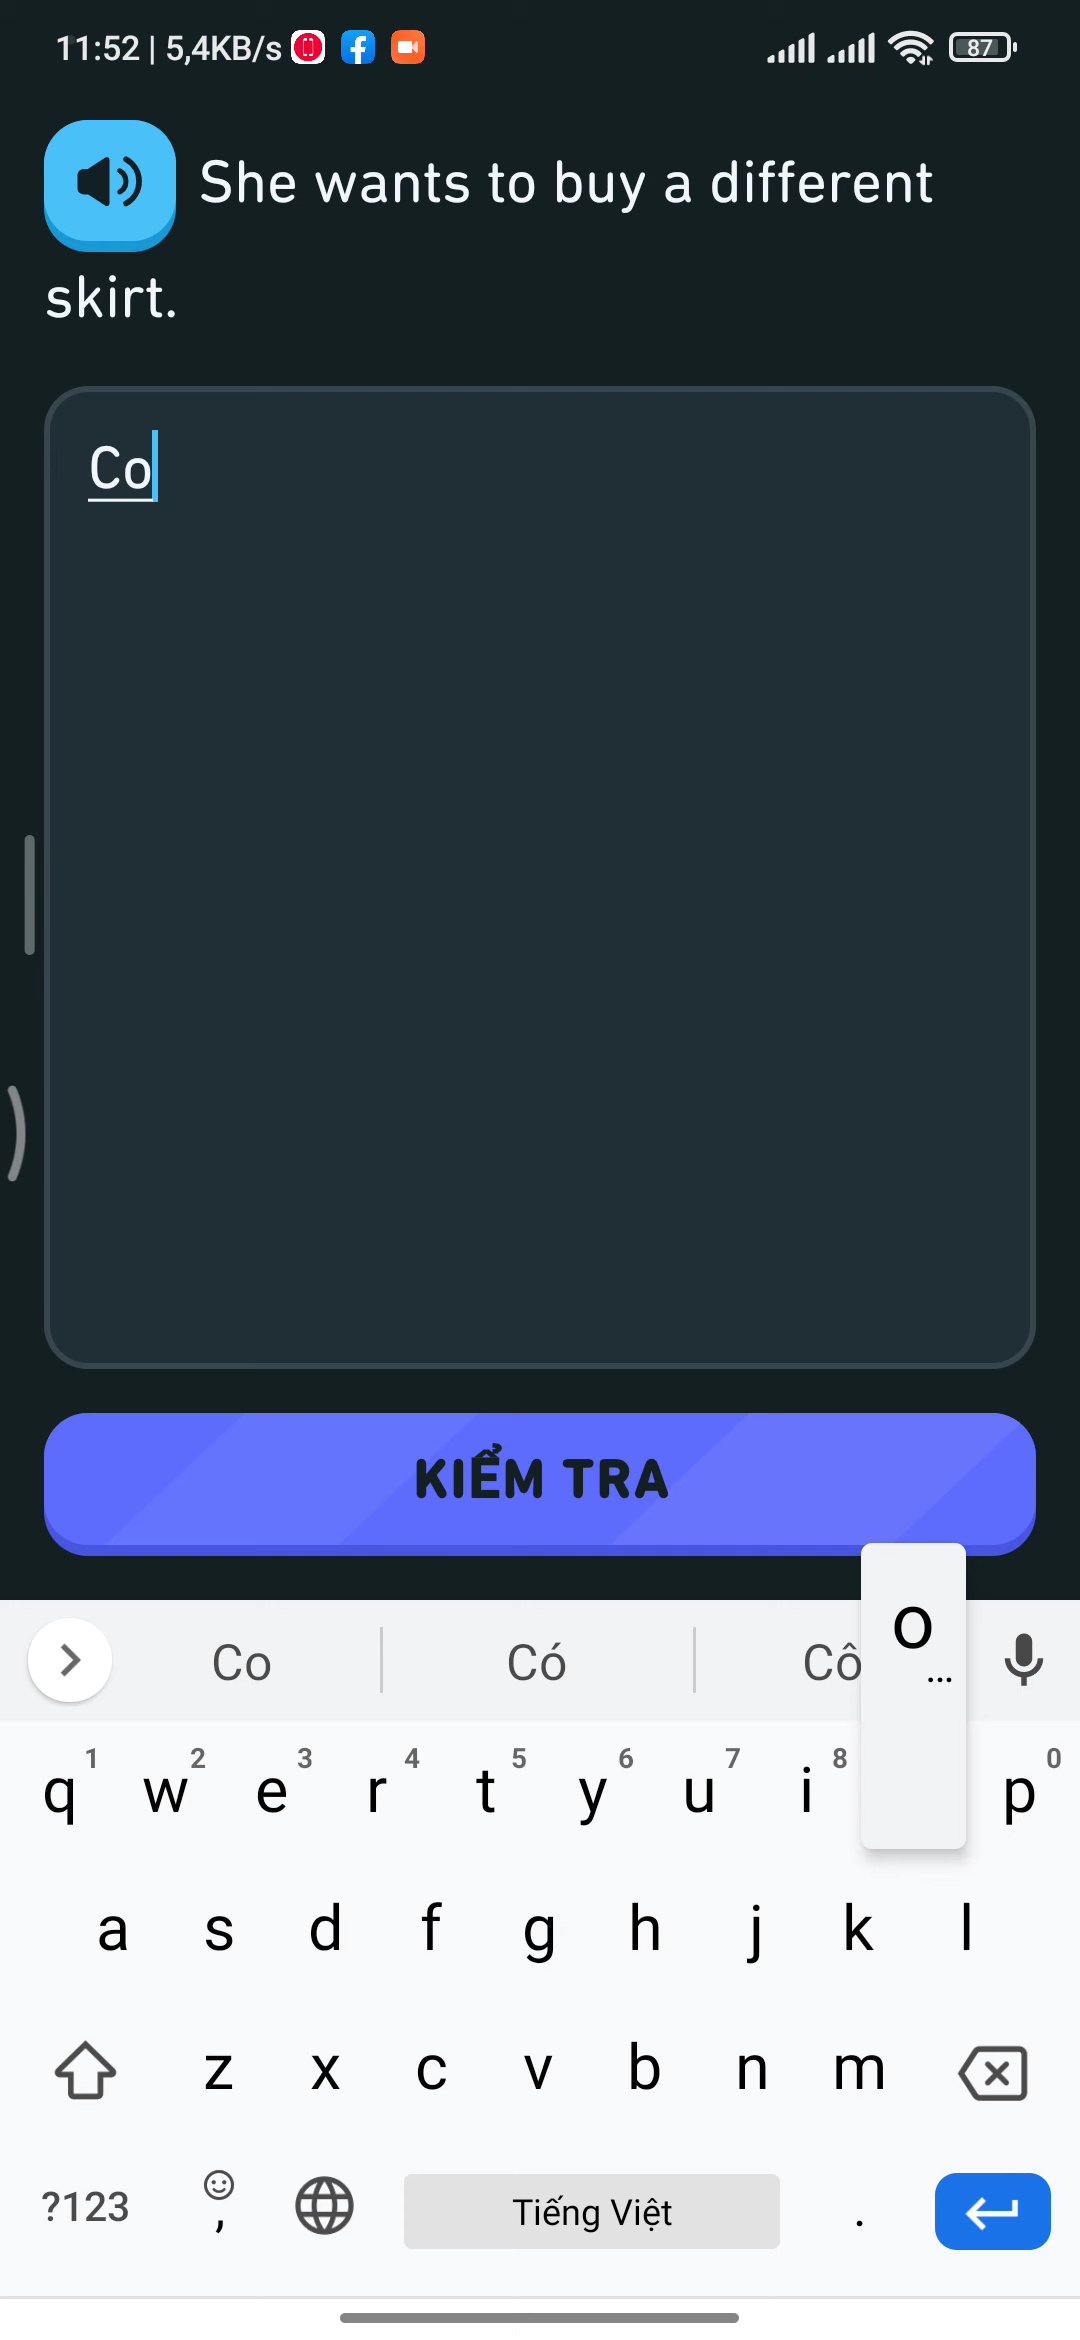 11:52 | 5,4KB/s 87
She wants to buy a different
skirt.
Co
KIỂM TRA
Co Có Cô o ...
q 1 w 2 e 3 r 4 t 5 y 6 u 7 i 8 p 0
a s d f g h j k l
z x c v b n m
?123 , Tiếng Việt .